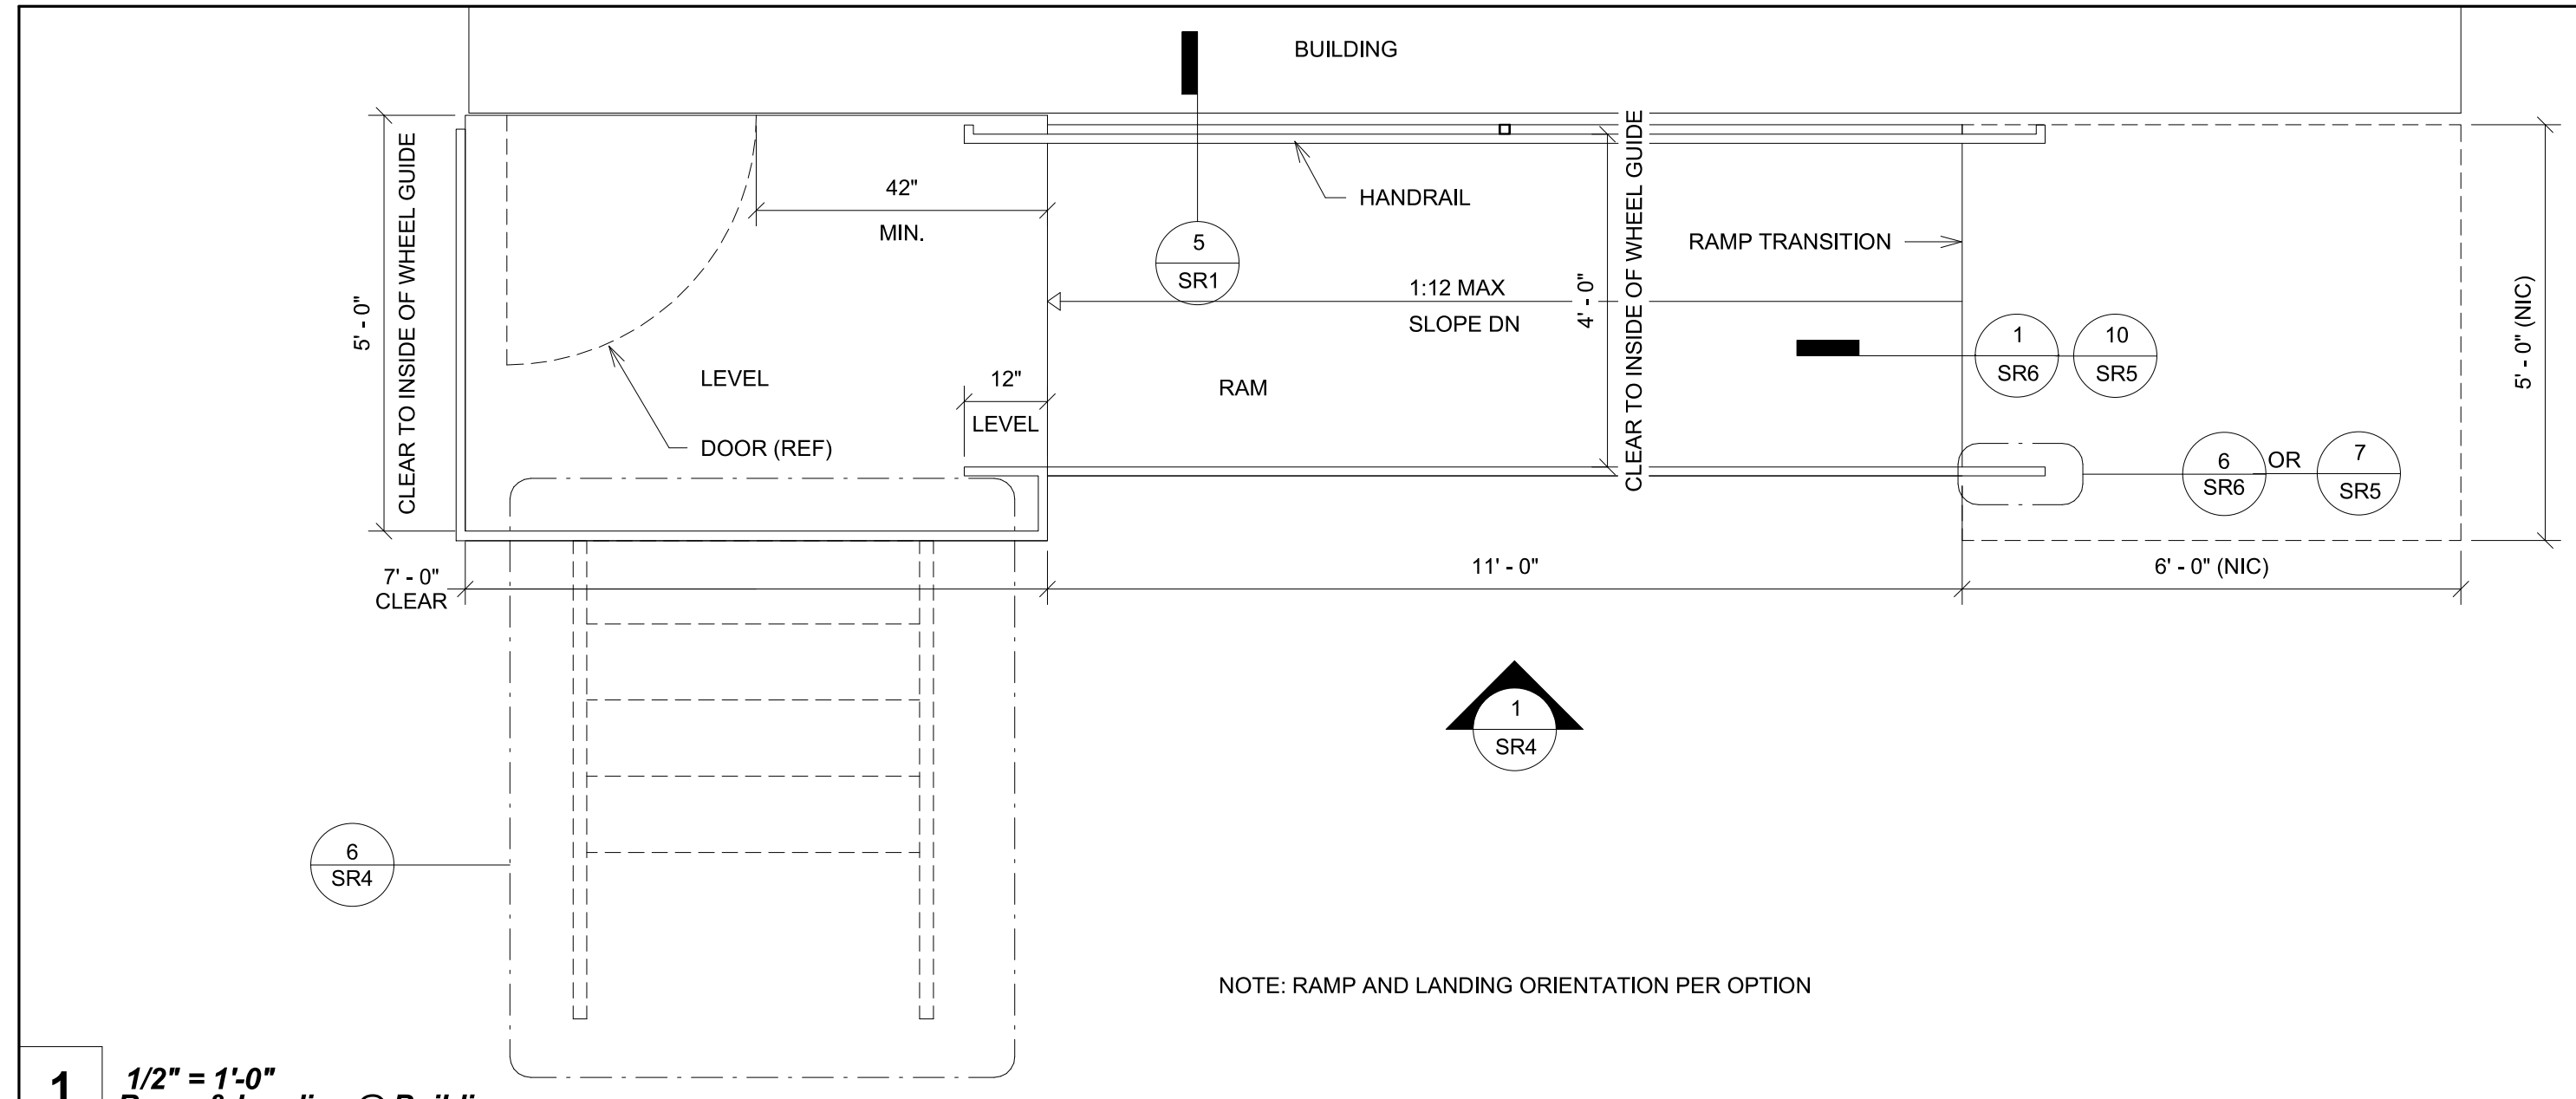 BUILDING
CLEAR TO INSIDE OF WHEEL GUIDE
5' - 0"
42"
MIN.
HANDRAIL
5
SR1
CLEAR TO INSIDE OF WHEEL GUIDE
4' - 0"
RAMP TRANSITION
1:12 MAX
SLOPE DN
1
SR6
10
SR5
5' - 0" (NIC)
LEVEL
12"
LEVEL
RAM
DOOR (REF)
6
SR6
OR
7
SR5
7' - 0"
CLEAR
11' - 0"
6' - 0" (NIC)
1
SR4
6
SR4
NOTE: RAMP AND LANDING ORIENTATION PER OPTION
1
1/2" = 1'-0"